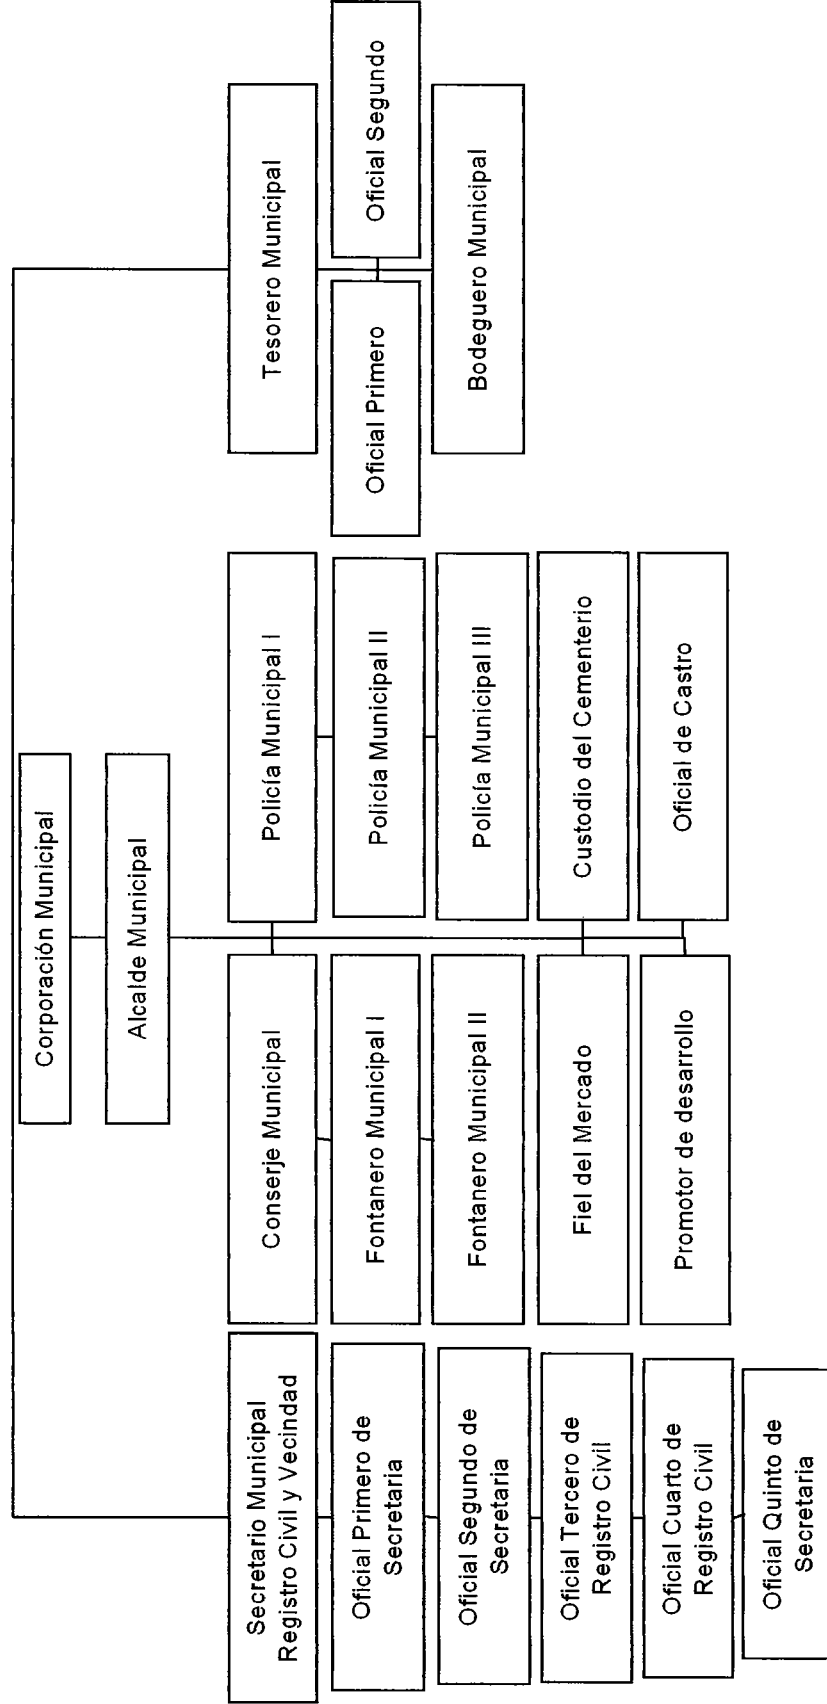 Corporación Municipal
Alcalde Municipal
Secretario Municipal
Registro Civil y Vecindad
Conserje Municipal
Policía Municipal I
Tesorero Municipal
Oficial Primero de
Secretaria
Fontanero Municipal I
Policía Municipal II
Oficial Primero
Oficial Segundo
Oficial Segundo de
Secretaria
Fontanero Municipal II
Policía Municipal III
Bodeguero Municipal
Oficial Tercero de
Registro Civil
Fiel del Mercado
Custodio del Cementerio
Oficial Cuarto de
Registro Civil
Promotor de desarrollo
Oficial de Castro
Oficial Quinto de
Secretaria